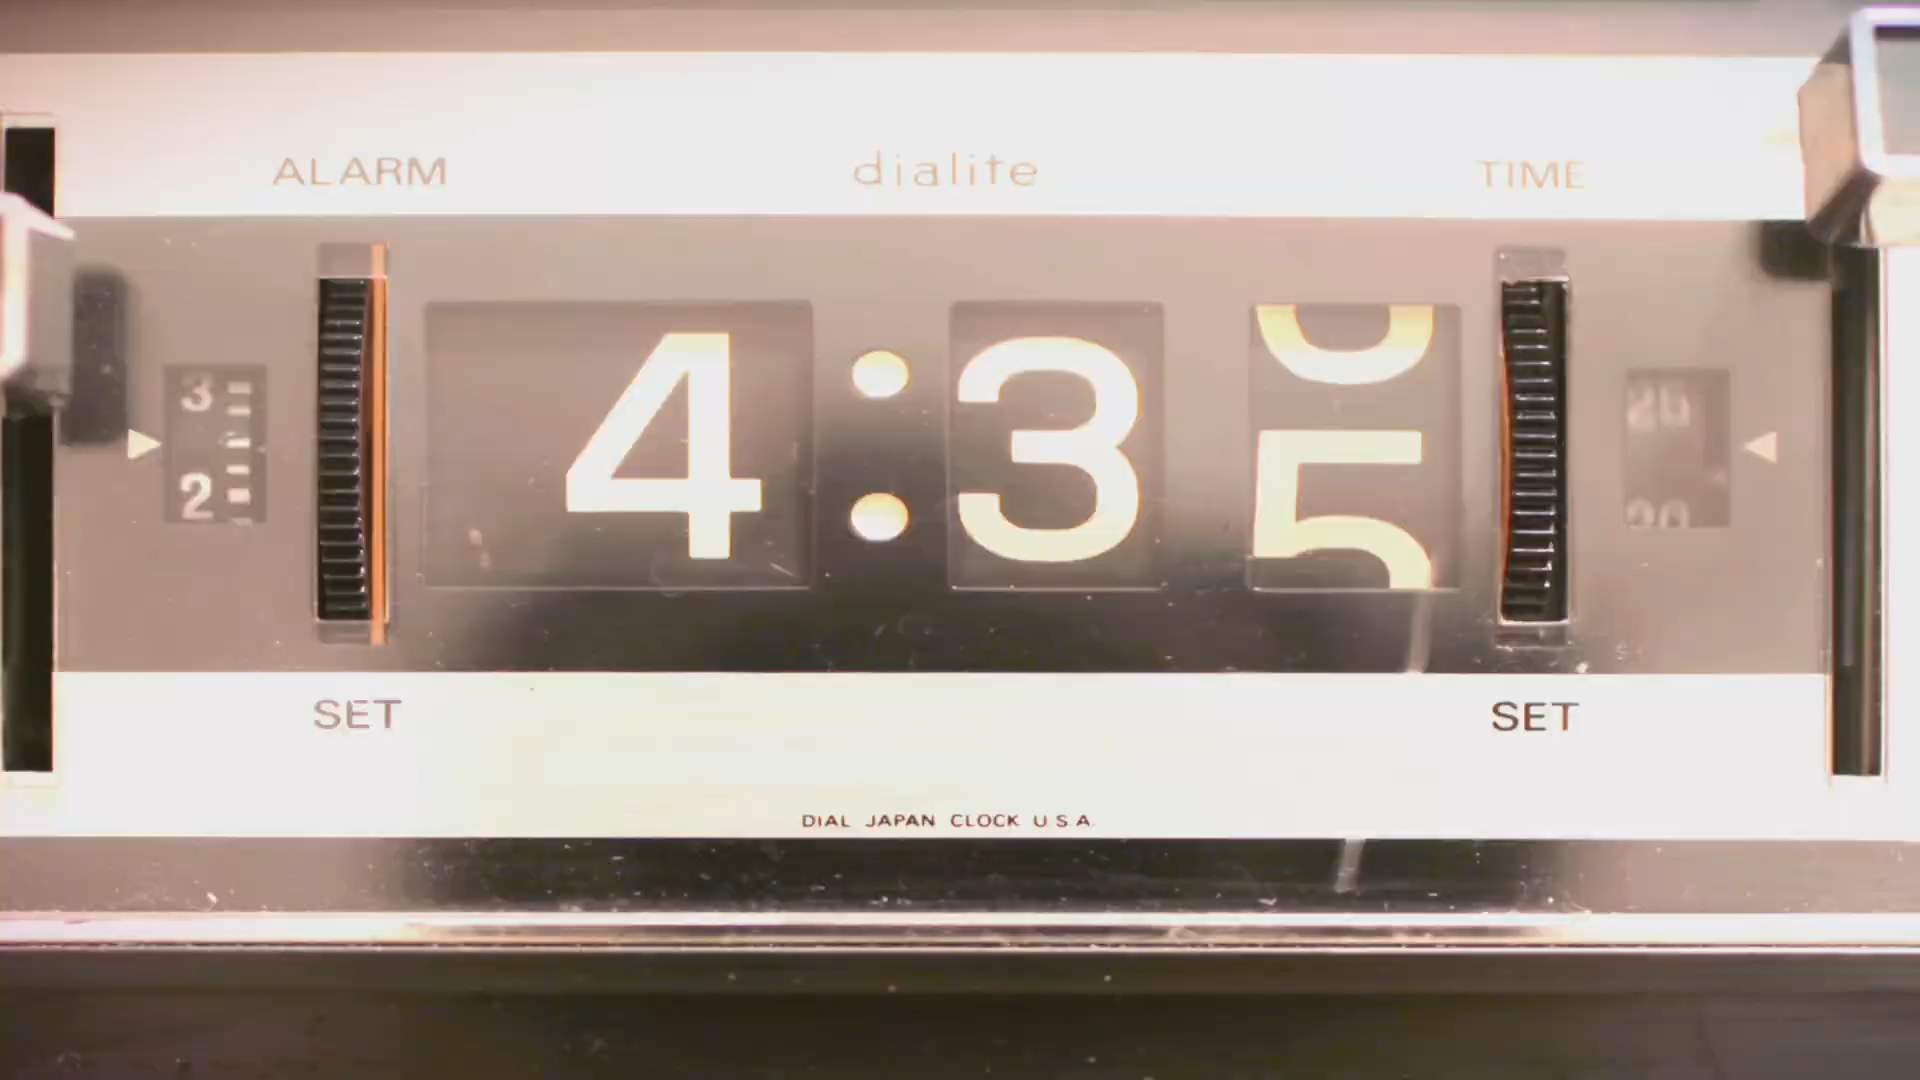 ALARM dialite TIME
3
2
4:3 5
SET SET
DIAL JAPAN CLOCK U.S.A.